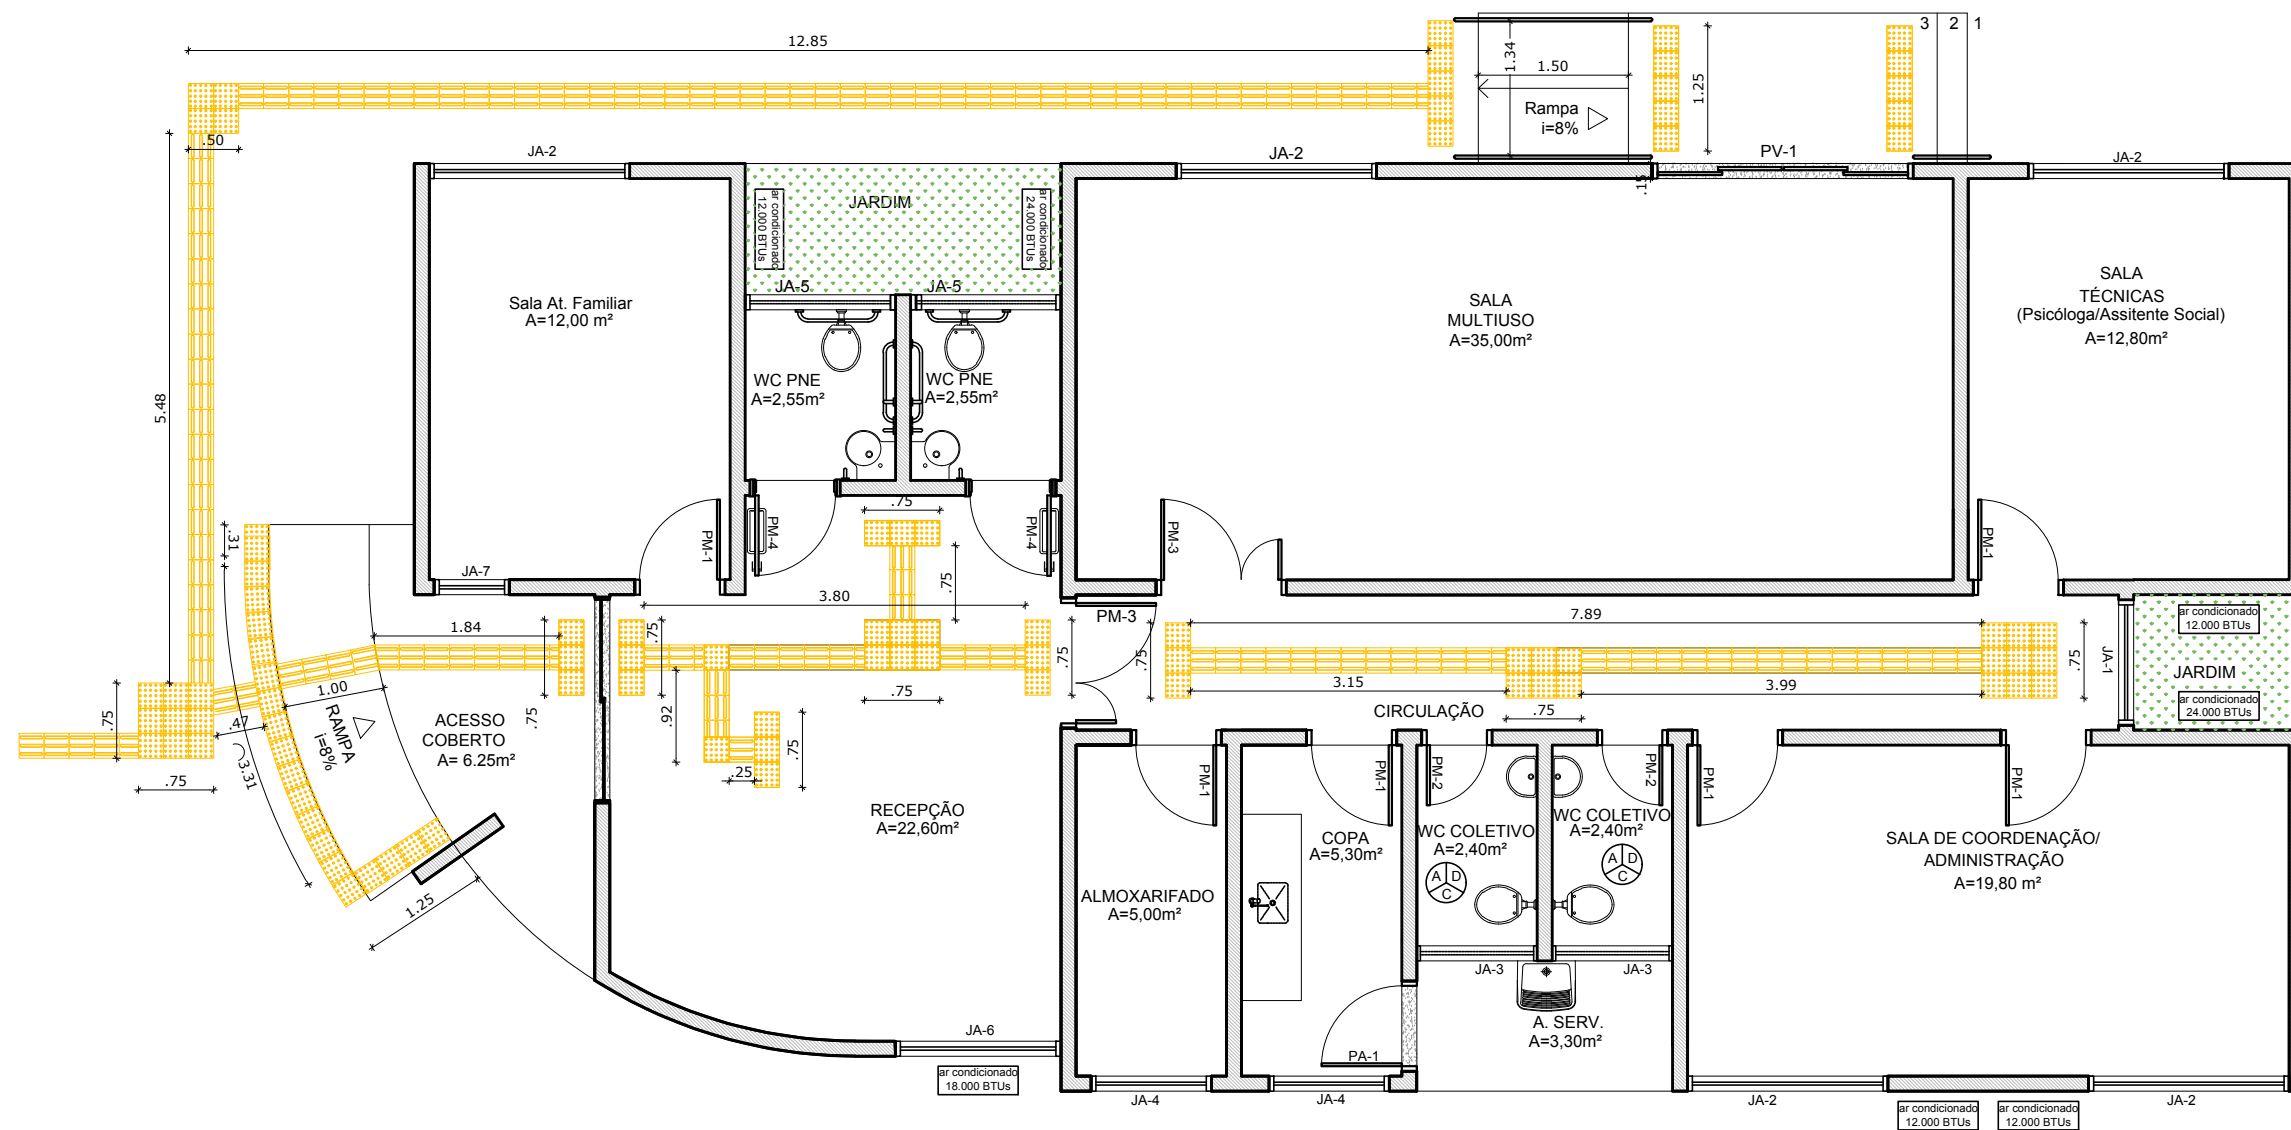 12.85
3 2 1
1.34
1.50
1.25
Rampa
i=8%
.50
JA-2
JA-2
PV-1
JA-2
.15
JARDIM
ar condicionado
12.000 BTUs
ar condicionado
24.000 BTUs
JA-5
JA-5
Sala At. Familiar
A=12,00 m²
SALA
MULTIUSO
A=35,00m²
SALA
TÉCNICAS
(Psicóloga/Assitente Social)
A=12,80m²
WC PNE
A=2,55m²
WC PNE
A=2,55m²
5.48
.75
PM-1
PM-4
PM-4
PM-3
PM-1
.31
JA-7
.75
3.80
PM-3
7.89
1.84
.75
.75
.75
.75
JA-1
ar condicionado
12.000 BTUs
JARDIM
ar condicionado
24.000 BTUs
1.00
.75
3.15
3.99
.75
.47
.75
.92
.75
CIRCULAÇÃO
.75
RAMPA
i=8%
ACESSO
COBERTO
A= 6.25m²
3.31
.75
.25
PM-1
PM-1
PM-2
PM-2
PM-1
PM-1
RECEPÇÃO
A=22,60m²
COPA
A=5,30m²
WC COLETIVO
A=2,40m²
WC COLETIVO
A=2,40m²
A D
C
A D
C
SALA DE COORDENAÇÃO/
ADMINISTRAÇÃO
A=19,80 m²
ALMOXARIFADO
A=5,00m²
1.25
JA-3
JA-3
A. SERV.
A=3,30m²
JA-6
PA-1
ar condicionado
18.000 BTUs
JA-4
JA-4
JA-2
JA-2
ar condicionado
12.000 BTUs
ar condicionado
12.000 BTUs